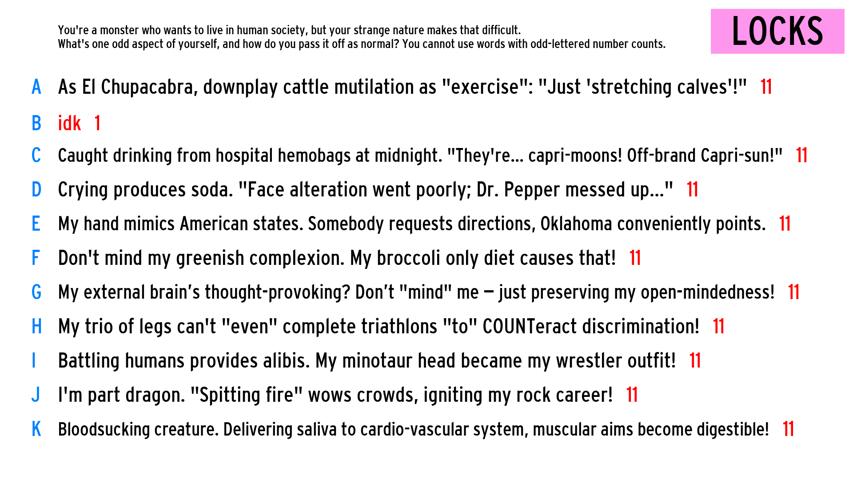 You're a monster who wants to live in human society, but your strange nature makes that difficult.
What's one odd aspect of yourself, and how do you pass it off as normal? You cannot use words with odd-lettered number counts.
LOCKS
A As El Chupacabra, downplay cattle mutilation as "exercise": "Just 'stretching calves'!" 11
B idk 1
C Caught drinking from hospital hemobags at midnight. "They're... capri-moons! Off-brand Capri-sun!" 11
D Crying produces soda. "Face alteration went poorly; Dr. Pepper messed up..." 11
E My hand mimics American states. Somebody requests directions, Oklahoma conveniently points. 11
F Don't mind my greenish complexion. My broccoli only diet causes that! 11
G My external brain’s thought-provoking? Don’t "mind" me – just preserving my open-mindedness! 11
H My trio of legs can't "even" complete triathlons "to" COUNTeract discrimination! 11
I Battling humans provides alibis. My minotaur head became my wrestler outfit! 11
J I'm part dragon. "Spitting fire" wows crowds, igniting my rock career! 11
K Bloodsucking creature. Delivering saliva to cardio-vascular system, muscular aims become digestible! 11